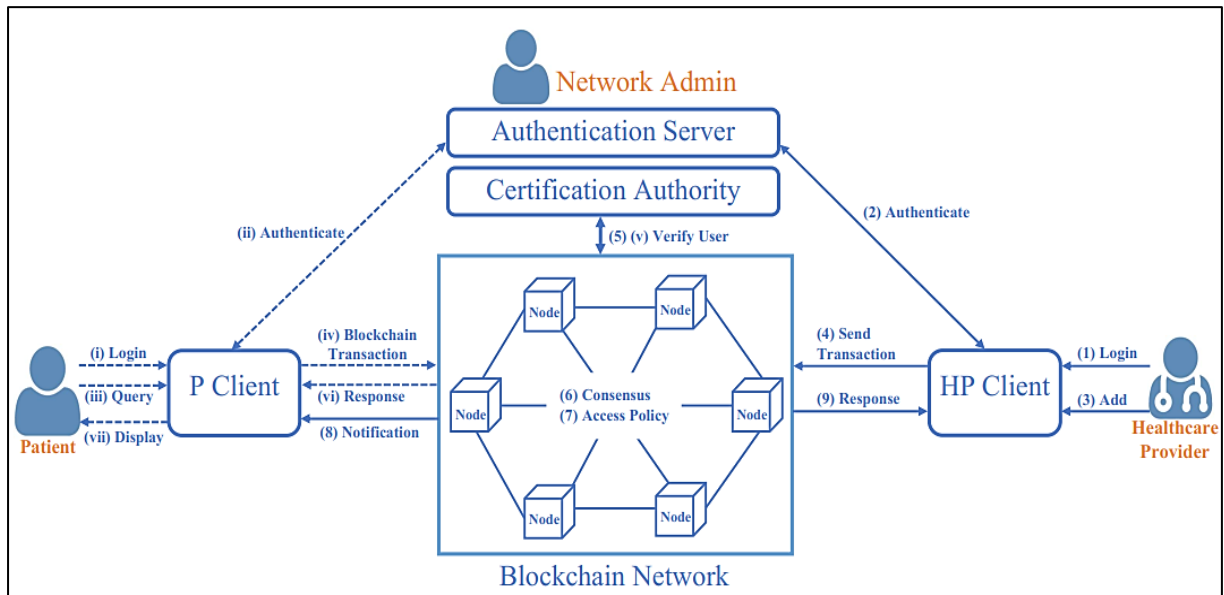 Network Admin
Authentication Server
Certification Authority
(ii) Authenticate
(2) Authenticate
(5) (v) Verify User
Node
Node
(i) Login
(iii) Query
(vii) Display
Patient
P Client
(iv) Blockchain
Transaction
(vi) Response
(8) Notification
Node
(6) Consensus
(7) Access Policy
Node
(4) Send
Transaction
(9) Response
HP Client
(1) Login
(3) Add
Healthcare
Provider
Node
Node
Blockchain Network